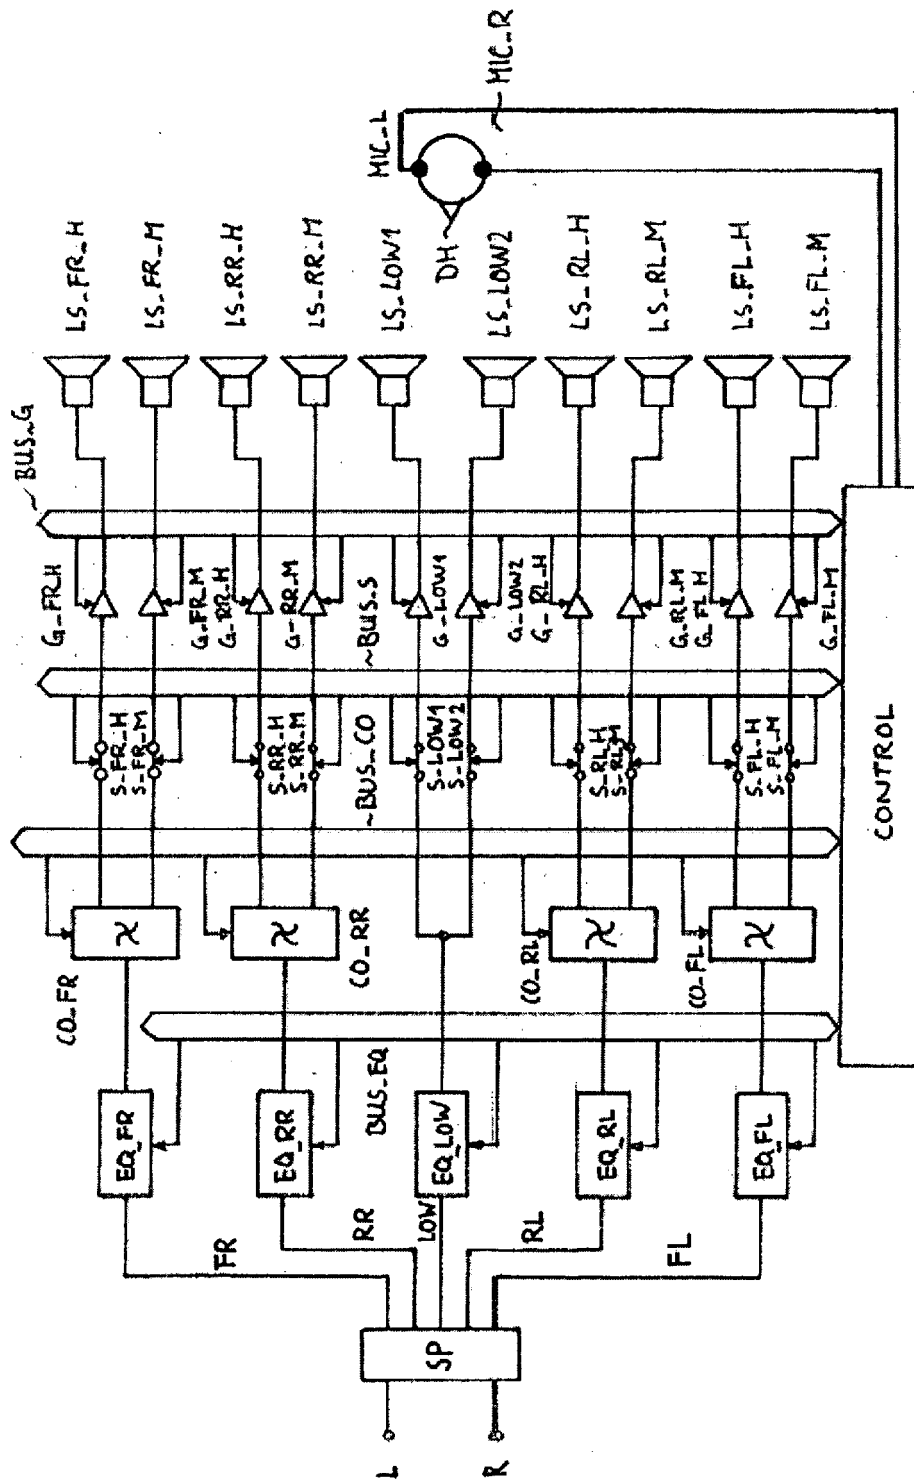 L
R
SP
FR
RR
LOW
RL
FL
EQ_FR
EQ_RR
EQ_LOW
EQ_RL
EQ_FL
BUS_EQ
CO_FR
CO_RR
CO_RL
CO_FL
BUS_CO
S_FR_H
S_FR_M
S_RR_H
S_RR_M
S_LOW1
S_LOW2
S_RL_H
S_RL_M
S_FL_H
S_FL_M
BUS_S
G_FR_H
G_FR_M
G_RR_H
G_RR_M
G_LOW1
G_LOW2
G_RL_H
G_RL_M
G_FL_H
G_FL_M
BUS_G
LS_FR_H
LS_FR_M
LS_RR_H
LS_RR_M
LS_LOW1
LS_LOW2
LS_RL_H
LS_RL_M
LS_FL_H
LS_FL_M
DH
MIC_L
MIC_R
CONTROL